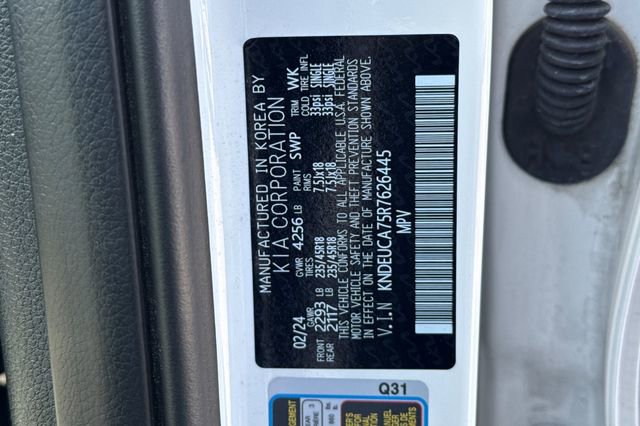 MANUFACTURED IN KOREA BY
KIA CORPORATION
02/24 GVWR 4256 LB PAINT SWP TRIM WK
GAWR TIRES RIMS COLD TIRE INFL
FRONT 2293 LB 235/45R18 7.5Jx18 33psi SINGLE
REAR 2117 LB 235/45R18 7.5Jx18 33psi SINGLE
THIS VEHICLE CONFORMS TO ALL APPLICABLE U.S.A. FEDERAL
MOTOR VEHICLE SAFETY AND THEFT PREVENTION STANDARDS
IN EFFECT ON THE DATE OF MANUFACTURE SHOWN ABOVE.
V.I.N KNDEUCA75R7626445
MPV
Q31